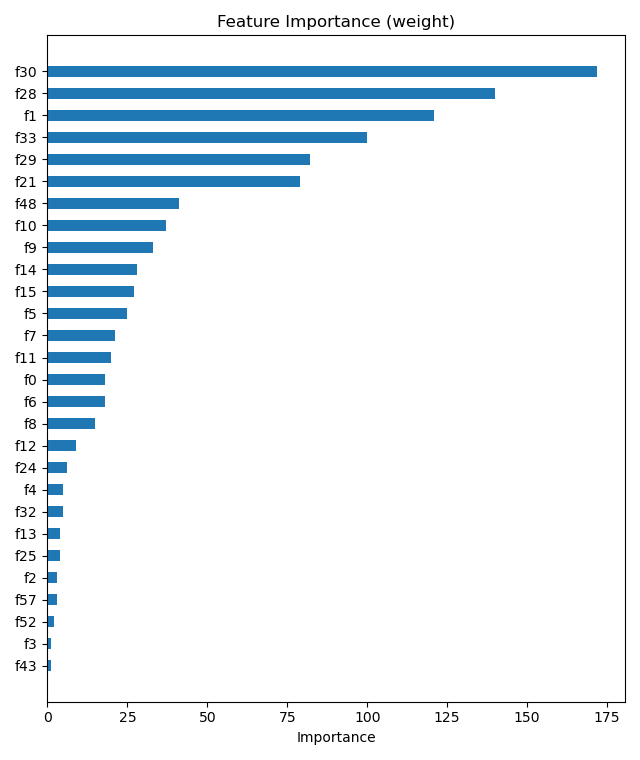 Feature Importance (weight)
f30
f28
f1
f33
f29
f21
f48
f10
f9
f14
f15
f5
f7
f11
f0
f6
f8
f12
f24
f4
f32
f13
f25
f2
f57
f52
f3
f43
0 25 50 75 100 125 150 175
Importance